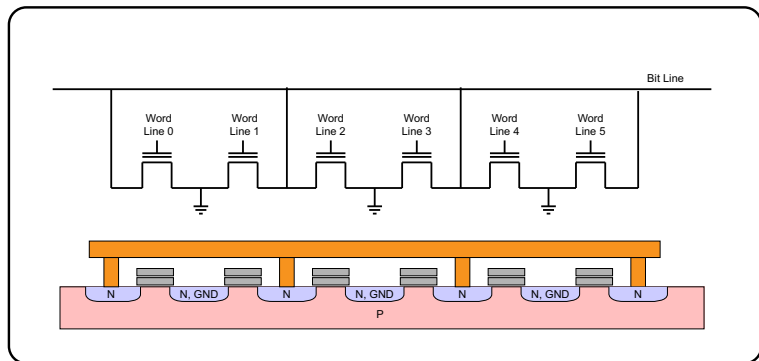 Bit Line
Word
Line 0
Word
Line 1
Word
Line 2
Word
Line 3
Word
Line 4
Word
Line 5
N
N, GND
N
N, GND
N
N, GND
N
P